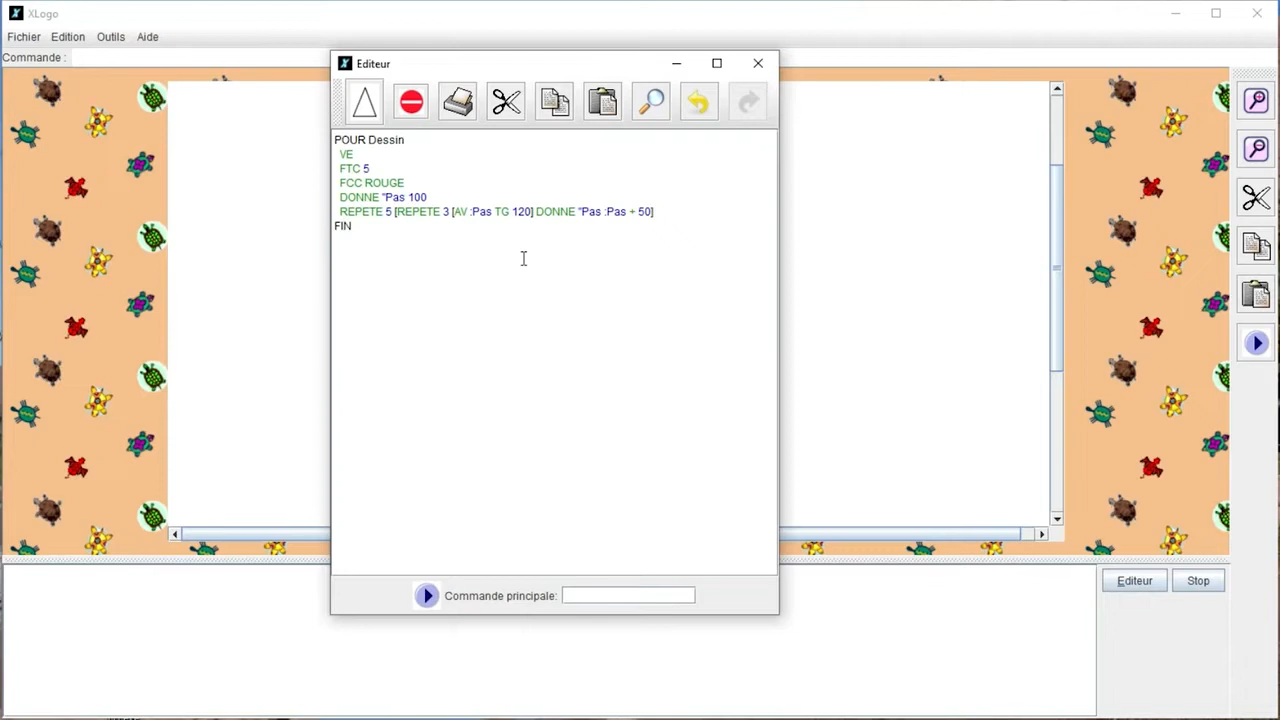 XLogo
Fichier Edition Outils Aide
Commande :
Editeur
POUR Dessin
VE
FTC 5
FCC ROUGE
DONNE "Pas 100
REPETE 5 [REPETE 3 [AV :Pas TG 120] DONNE "Pas :Pas + 50]
FIN
Commande principale:
Editeur Stop